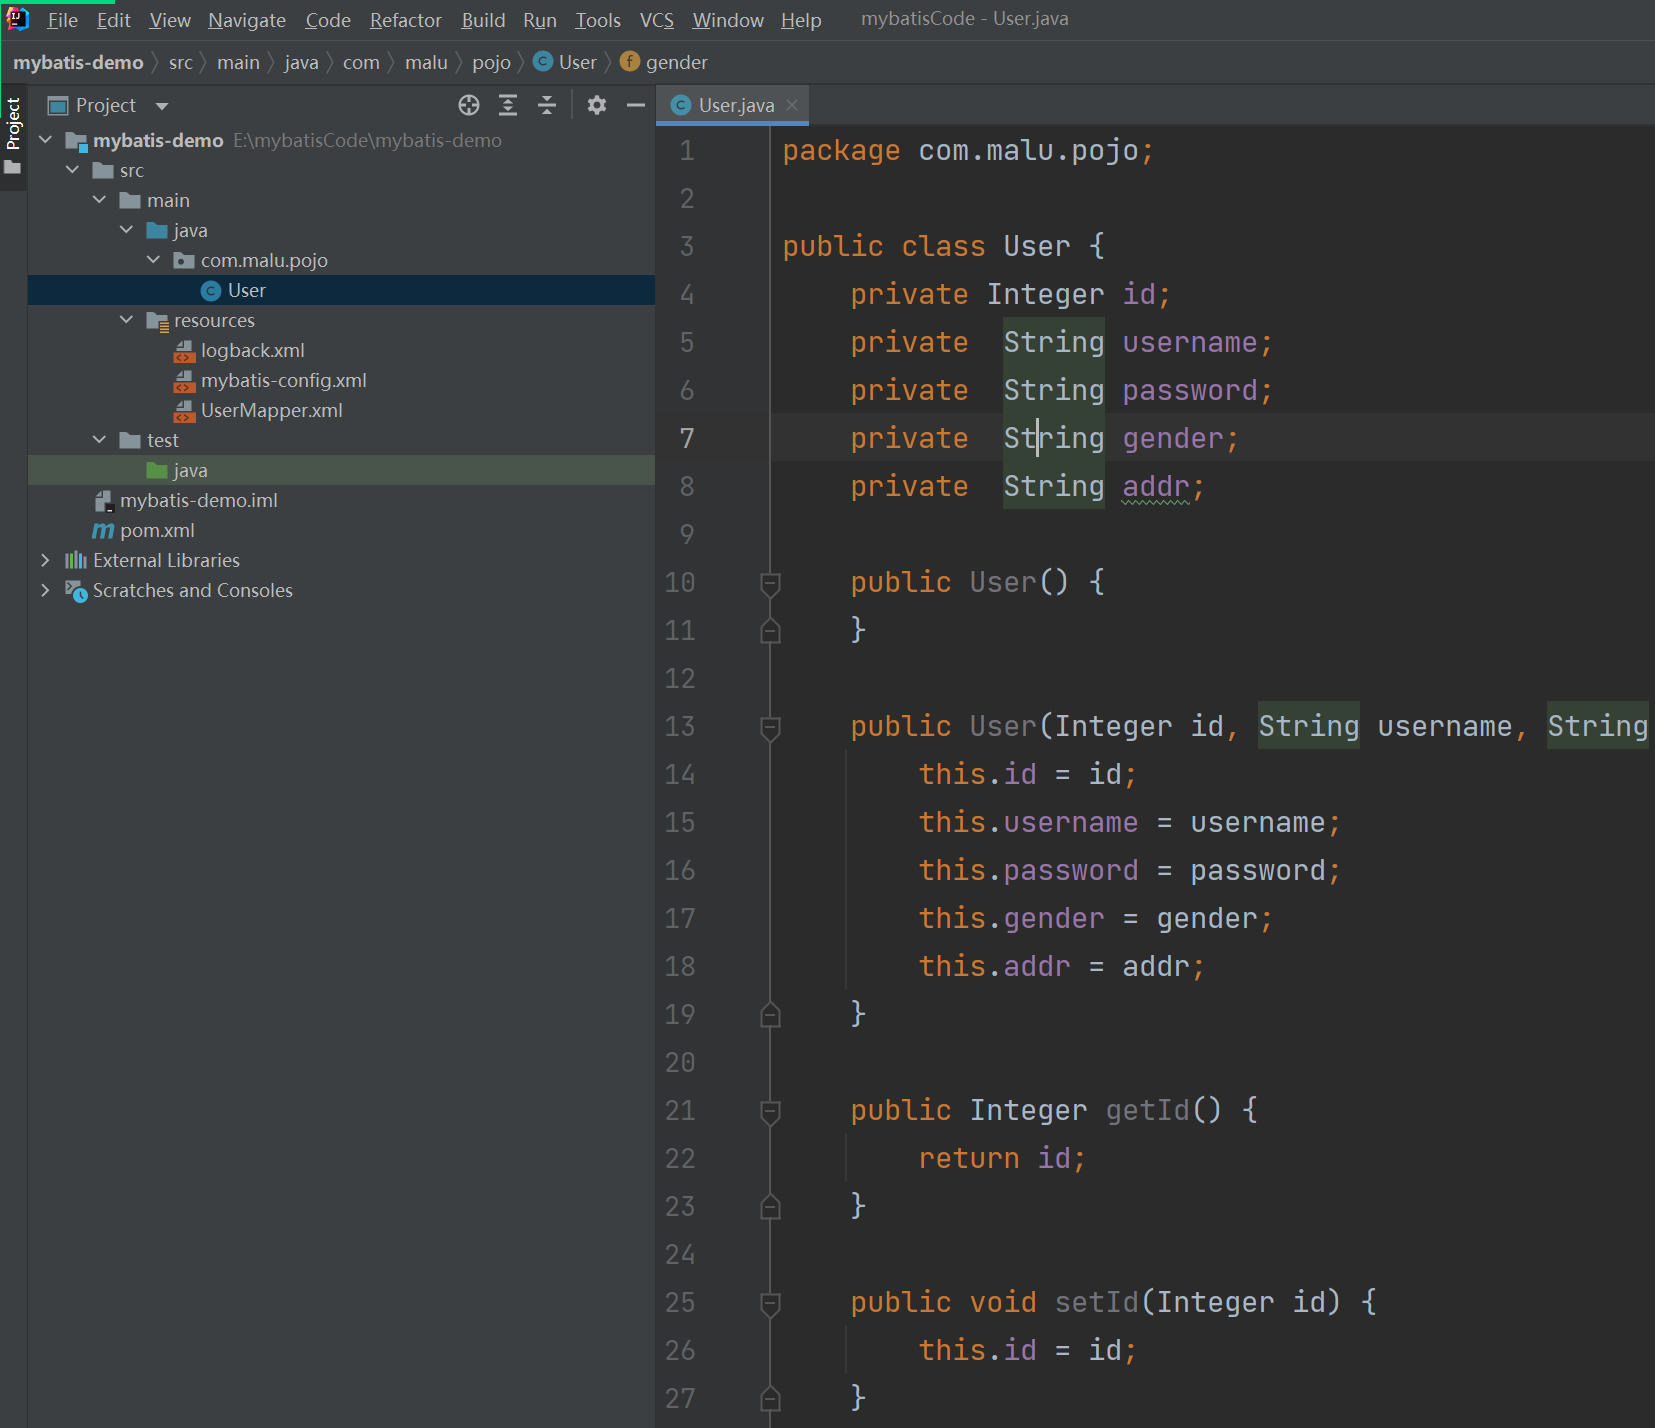 File Edit View Navigate Code Refactor Build Run Tools VCS Window Help mybatisCode - User.java
mybatis-demo src main java com malu pojo User gender
Project
Project
mybatis-demo E:\mybatisCode\mybatis-demo
src
main
java
com.malu.pojo
User
resources
logback.xml
mybatis-config.xml
UserMapper.xml
test
java
mybatis-demo.iml
pom.xml
External Libraries
Scratches and Consoles
User.java
1 package com.malu.pojo;
2
3 public class User {
4 private Integer id;
5 private  String username;
6 private  String password;
7 private  String gender;
8 private  String addr;
9
10 public User() {
11 }
12
13 public User(Integer id, String username, String
14 this.id = id;
15 this.username = username;
16 this.password = password;
17 this.gender = gender;
18 this.addr = addr;
19 }
20
21 public Integer getId() {
22 return id;
23 }
24
25 public void setId(Integer id) {
26 this.id = id;
27 }